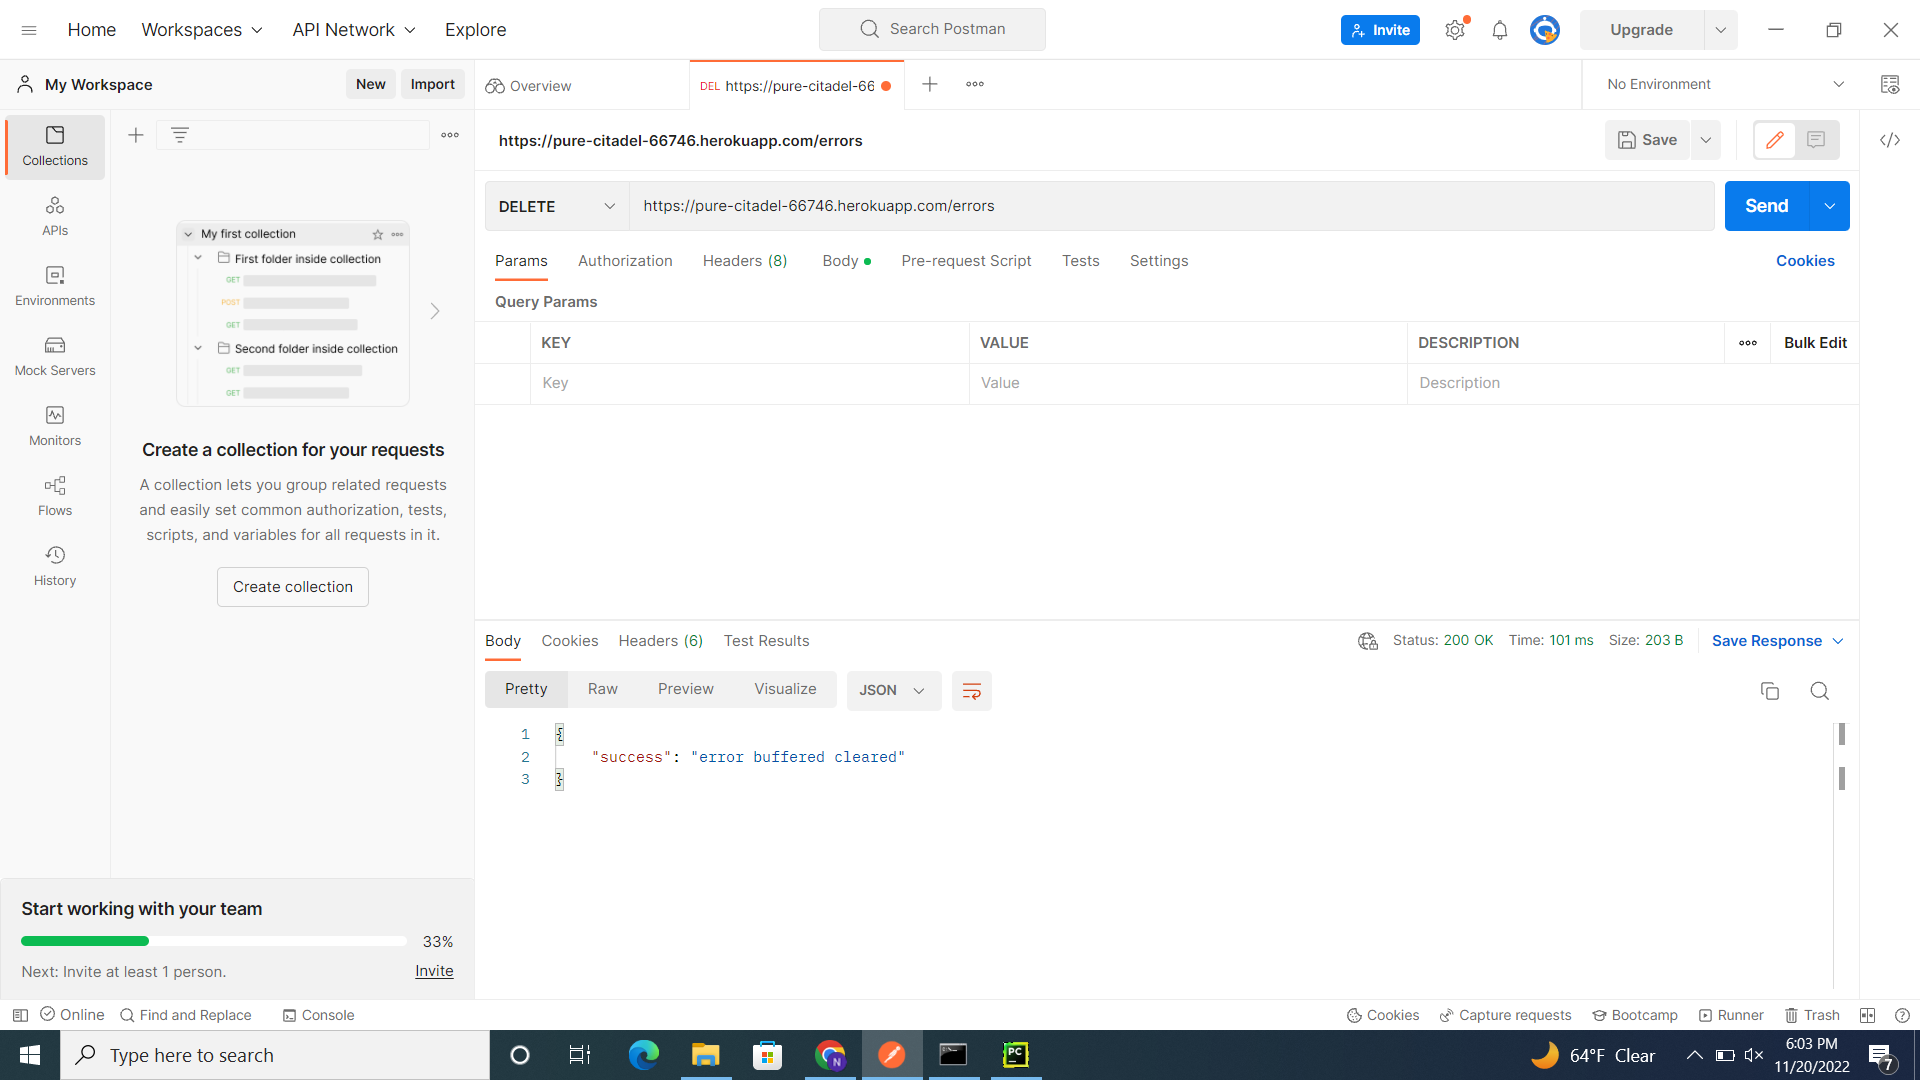 Home
Workspaces
API Network
Explore
Search Postman
Invite
Upgrade
My Workspace
New
Import
Overview
DEL https://pure-citadel-66
No Environment
Collections
APIs
Environments
Mock Servers
Monitors
Flows
History
My first collection
First folder inside collection
GET
POST
GET
Second folder inside collection
GET
GET
Create a collection for your requests
A collection lets you group related requests
and easily set common authorization, tests,
scripts, and variables for all requests in it.
Create collection
Start working with your team
33%
Next: Invite at least 1 person.
Invite
https://pure-citadel-66746.herokuapp.com/errors
Save
DELETE
https://pure-citadel-66746.herokuapp.com/errors
Send
Params
Authorization
Headers (8)
Body
Pre-request Script
Tests
Settings
Cookies
Query Params
KEY
VALUE
DESCRIPTION
Bulk Edit
Key
Value
Description
Body
Cookies
Headers (6)
Test Results
Status: 200 OK
Time: 101 ms
Size: 203 B
Save Response
Pretty
Raw
Preview
Visualize
JSON
1 {
2 "success": "error buffered cleared"
3 }
Online
Find and Replace
Console
Cookies
Capture requests
Bootcamp
Runner
Trash
Type here to search
N
PC
64°F Clear
6:03 PM
11/20/2022
7